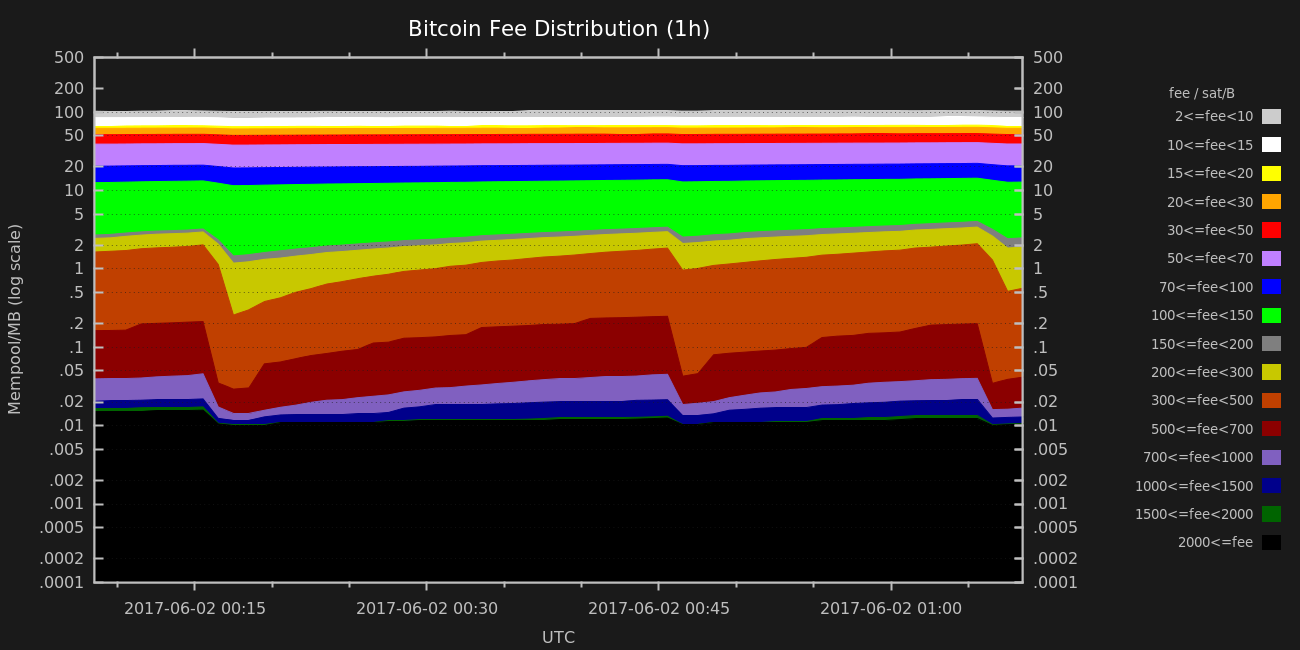 Bitcoin Fee Distribution (1h)
Mempool/MB (log scale)
500
200
100
50
20
10
5
2
1
.5
.2
.1
.05
.02
.01
.005
.002
.001
.0005
.0002
.0001
500
200
100
50
20
10
5
2
1
.5
.2
.1
.05
.02
.01
.005
.002
.001
.0005
.0002
.0001
2017-06-02 00:15
2017-06-02 00:30
2017-06-02 00:45
2017-06-02 01:00
UTC
fee / sat/B
2<=fee<10
10<=fee<15
15<=fee<20
20<=fee<30
30<=fee<50
50<=fee<70
70<=fee<100
100<=fee<150
150<=fee<200
200<=fee<300
300<=fee<500
500<=fee<700
700<=fee<1000
1000<=fee<1500
1500<=fee<2000
2000<=fee